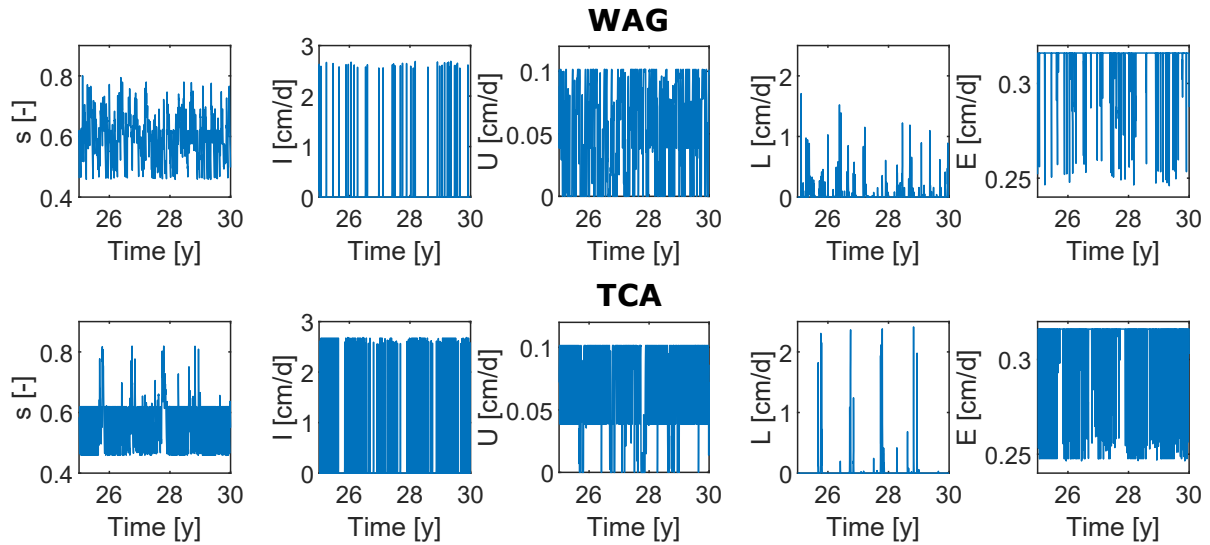 WAG
0.8
0.6
0.4
s [-]
26 28 30
Time [y]
3
2
1
0
I [cm/d]
26 28 30
Time [y]
0.1
0.05
0
U [cm/d]
26 28 30
Time [y]
2
1
0
L [cm/d]
26 28 30
Time [y]
0.3
0.25
E [cm/d]
26 28 30
Time [y]
TCA
0.8
0.6
0.4
s [-]
26 28 30
Time [y]
3
2
1
0
I [cm/d]
26 28 30
Time [y]
0.1
0.05
0
U [cm/d]
26 28 30
Time [y]
2
1
0
L [cm/d]
26 28 30
Time [y]
0.3
0.25
E [cm/d]
26 28 30
Time [y]